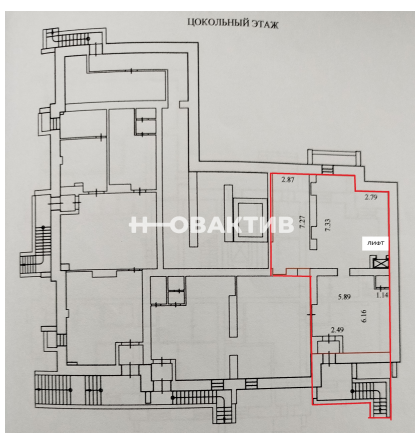 ЦОКОЛЬНЫЙ ЭТАЖ
2.87
2.79
7.27
7.33
НОВАКТИВ
ЛИФТ
5.89
1.14
6.16
2.49